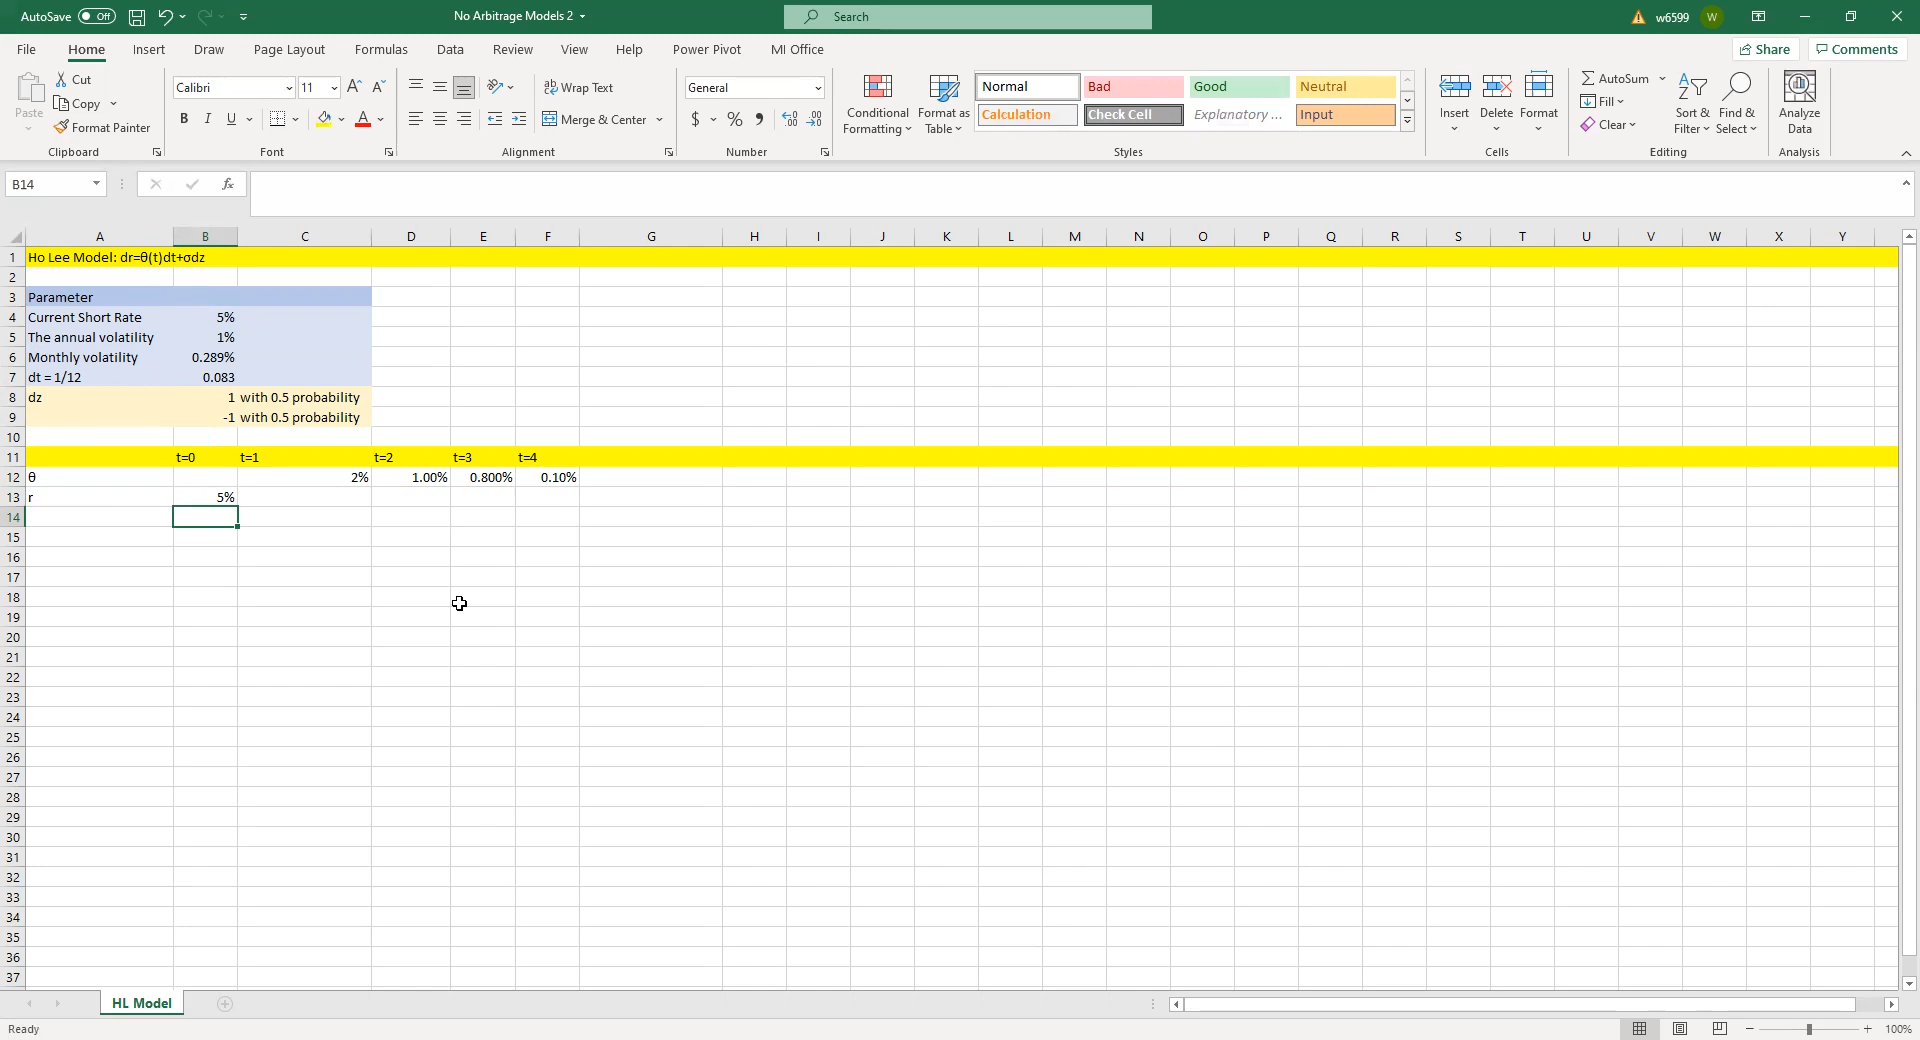 AutoSave Off No Arbitrage Models 2 Search w6599 W
File Home Insert Draw Page Layout Formulas Data Review View Help Power Pivot MI Office Share Comments
Paste Cut Copy Format Painter Clipboard
Calibri 11 A A B I U A Font
ab Wrap Text Merge & Center Alignment
General $ % Number
Conditional Formatting Format as Table
Normal Bad Good Neutral
Calculation Check Cell Explanatory ... Input
Styles
Insert Delete Format Cells
AutoSum Fill Clear Sort & Filter Find & Select Editing
Analyze Data Analysis
B14 fx
A B C D E F G H I J K L M N O P Q R S T U V W X Y
1 Ho Lee Model: dr=θ(t)dt+σdz
2
3 Parameter
4 Current Short Rate 5%
5 The annual volatility 1%
6 Monthly volatility 0.289%
7 dt = 1/12 0.083
8 dz 1 with 0.5 probability
9 -1 with 0.5 probability
10
11 t=0 t=1 t=2 t=3 t=4
12 θ 2% 1.00% 0.800% 0.10%
13 r 5%
14
15
16
17
18
19
20
21
22
23
24
25
26
27
28
29
30
31
32
33
34
35
36
37
HL Model
Ready 100%